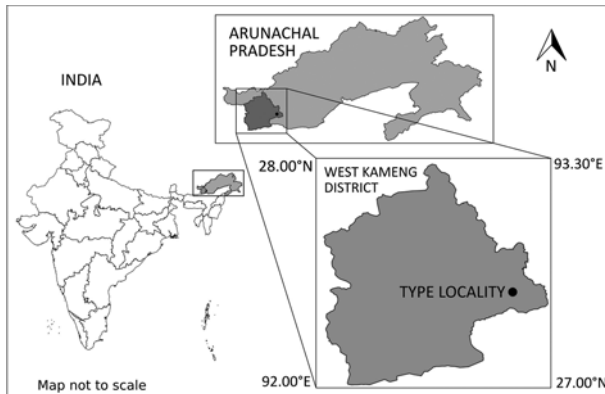 ARUNACHAL
PRADESH
N
INDIA
28.00°N
93.30°E
WEST KAMENG
DISTRICT
TYPE LOCALITY
92.00°E
27.00°N
Map not to scale